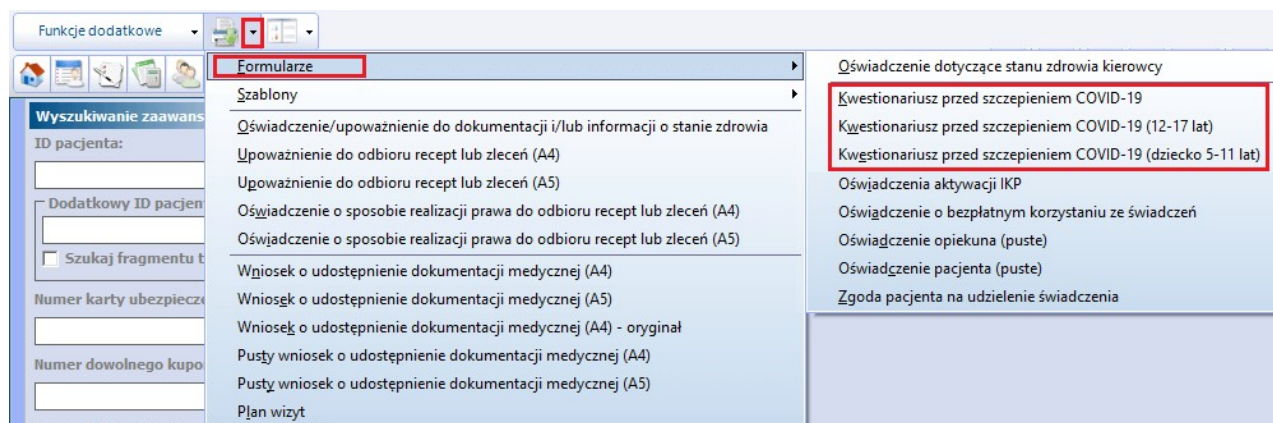 Funkcje dodatkowe
Wyszukiwanie zaawans
ID pacjenta:
Dodatkowy ID pacjen
Szukaj fragmentu t
Numer karty ubezpiecze
Numer dowolnego kupo
Formularze
Szablony
Oświadczenie/upoważnienie do dokumentacji i/lub informacji o stanie zdrowia
Upoważnienie do odbioru recept lub zleceń (A4)
Upoważnienie do odbioru recept lub zleceń (A5)
Oświadczenie o sposobie realizacji prawa do odbioru recept lub zleceń (A4)
Oświadczenie o sposobie realizacji prawa do odbioru recept lub zleceń (A5)
Wniosek o udostępnienie dokumentacji medycznej (A4)
Wniosek o udostępnienie dokumentacji medycznej (A5)
Wniosek o udostępnienie dokumentacji medycznej (A4) - oryginał
Pusty wniosek o udostępnienie dokumentacji medycznej (A4)
Pusty wniosek o udostępnienie dokumentacji medycznej (A5)
Plan wizyt
Oświadczenie dotyczące stanu zdrowia kierowcy
Kwestionariusz przed szczepieniem COVID-19
Kwestionariusz przed szczepieniem COVID-19 (12-17 lat)
Kwestionariusz przed szczepieniem COVID-19 (dziecko 5-11 lat)
Oświadczenia aktywacji IKP
Oświadczenie o bezpłatnym korzystaniu ze świadczeń
Oświadczenie opiekuna (puste)
Oświadczenie pacjenta (puste)
Zgoda pacjenta na udzielenie świadczenia